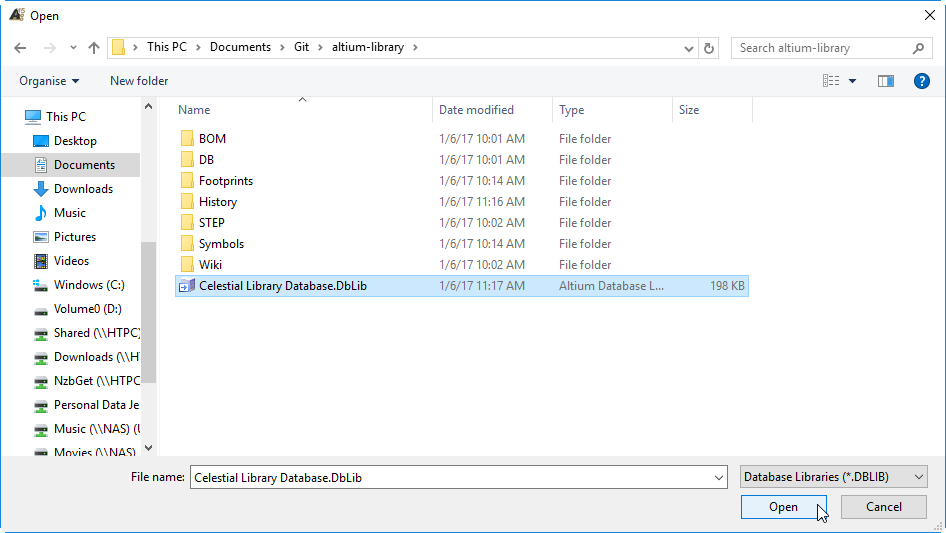 Open
This PC > Documents > Git > altium-library >
Search altium-library
Organise
New folder
Name
Date modified
Type
Size
This PC
Desktop
Documents
Downloads
Music
Pictures
Videos
Windows (C:)
Volume0 (D:)
Shared (\\HTPC)
Downloads (\\H
NzbGet (\\HTPC
Personal Data Je
Music (\\NAS) (
Movies (\\NAS)
BOM 1/6/17 10:01 AM File folder
DB 1/6/17 10:01 AM File folder
Footprints 1/6/17 10:14 AM File folder
History 1/6/17 11:16 AM File folder
STEP 1/6/17 10:02 AM File folder
Symbols 1/6/17 10:14 AM File folder
Wiki 1/6/17 10:02 AM File folder
Celestial Library Database.DbLib 1/6/17 11:17 AM Altium Database L... 198 KB
File name: Celestial Library Database.DbLib
Database Libraries (*.DBLIB)
Open
Cancel